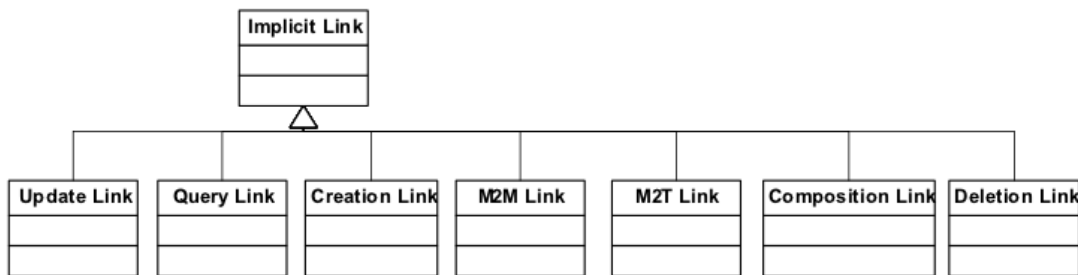 Implicit Link
Update Link
Query Link
Creation Link
M2M Link
M2T Link
Composition Link
Deletion Link